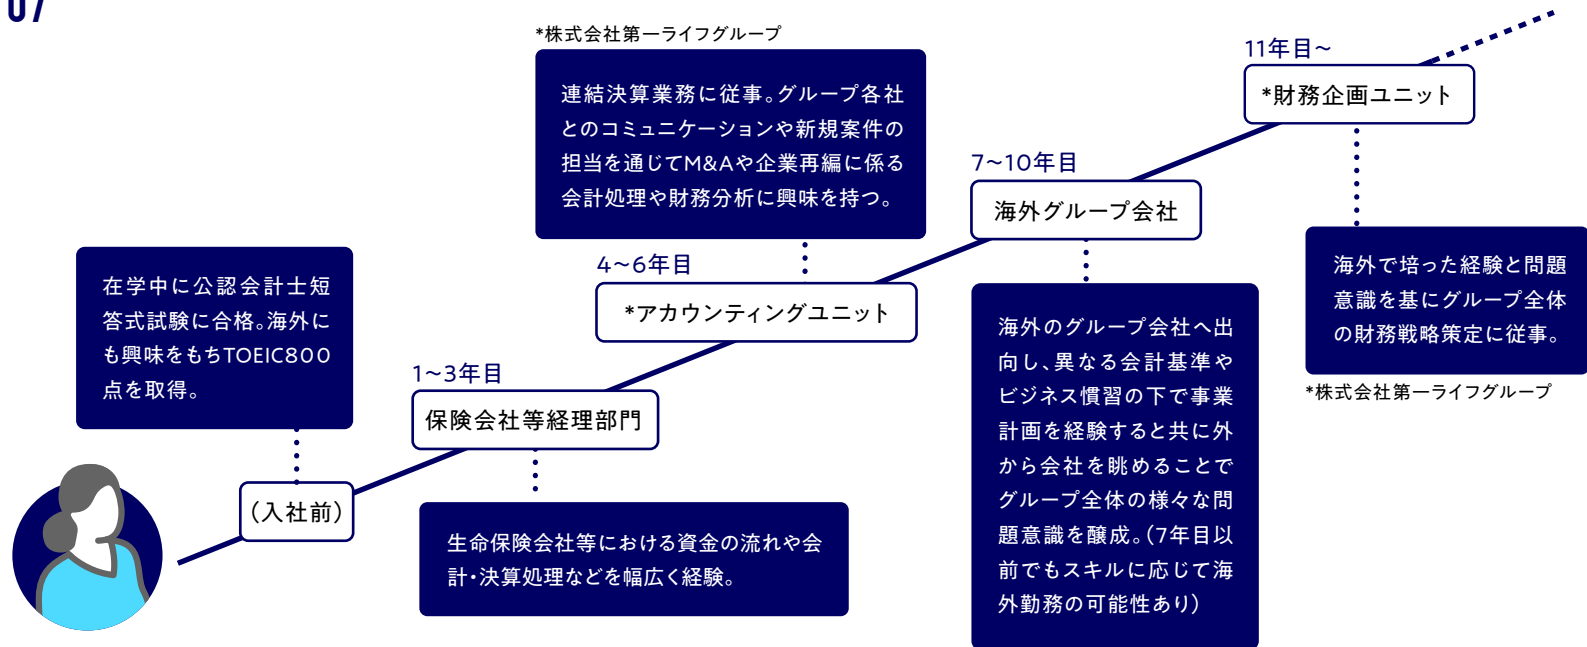 07
(入社前)
在学中に公認会計士短
答式試験に合格。海外に
も興味をもちTOEIC800
点を取得。
1~3年目
保険会社等経理部門
生命保険会社等における資金の流れや会
計・決算処理などを幅広く経験。
4~6年目
*アカウンティングユニット
*株式会社第一ライフグループ
連結決算業務に従事。グループ各社
とのコミュニケーションや新規案件の
担当を通じてM&Aや企業再編に係る
会計処理や財務分析に興味を持つ。
7~10年目
海外グループ会社
海外のグループ会社へ出
向し、異なる会計基準や
ビジネス慣習の下で事業
計画を経験すると共に外
から会社を眺めることで
グループ全体の様々な問
題意識を醸成。(7年目以
前でもスキルに応じて海
外勤務の可能性あり)
11年目~
*財務企画ユニット
海外で培った経験と問題
意識を基にグループ全体
の財務戦略策定に従事。
*株式会社第一ライフグループ